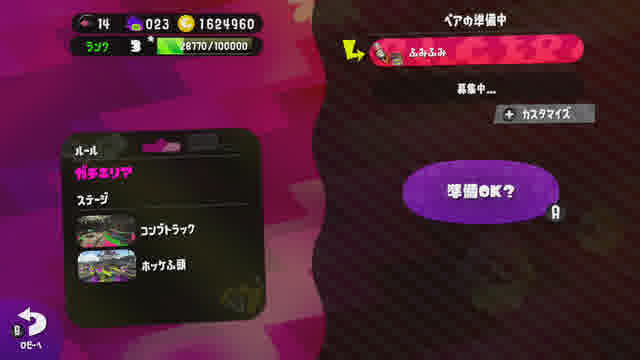 14 023 1624960
ランク 3 28770/100000
ペアの準備中
ふみふみ
募集中...
+ カスタマイズ
ルール
ガチエリア
ステージ
コンブトラック
ホッケふ頭
準備OK?
A
B
ロビーへ